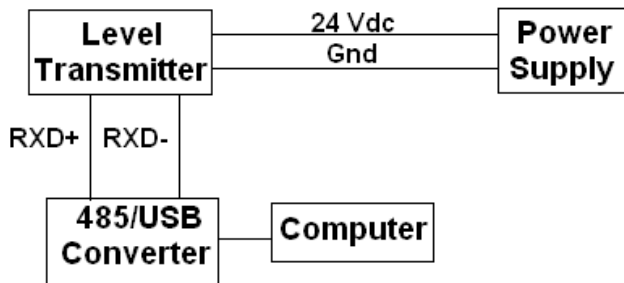 Level
Transmitter
24 Vdc
Gnd
Power
Supply
RXD+
RXD-
485/USB
Converter
Computer